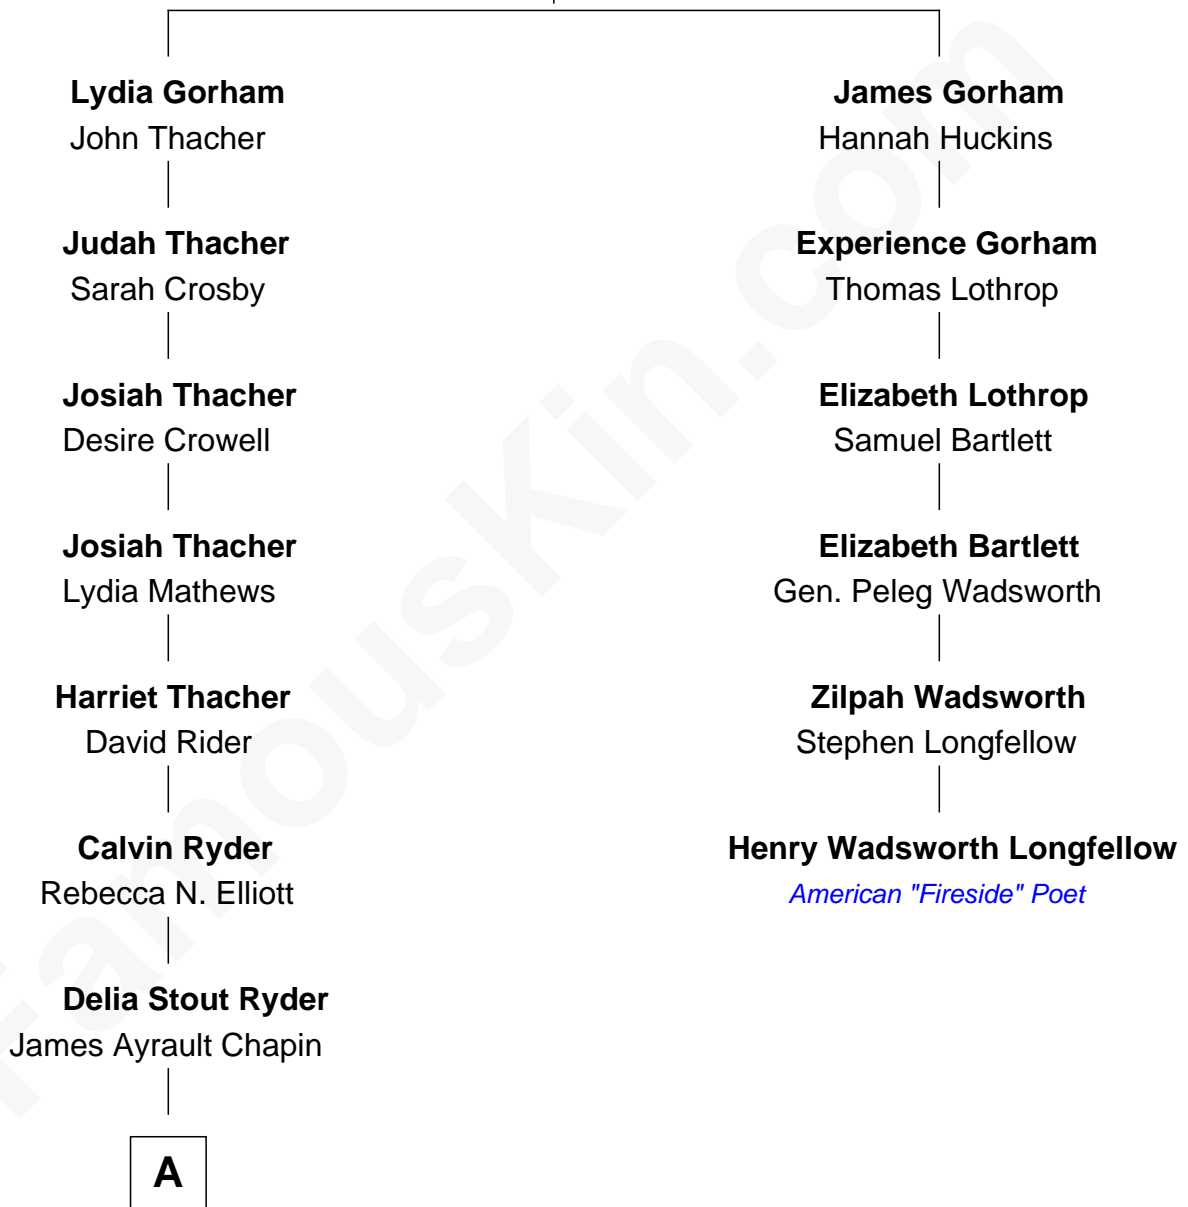 Lydia Gorham
John Thacher
Judah Thacher
Sarah Crosby
Josiah Thacher
Desire Crowell
Josiah Thacher
Lydia Mathews
Harriet Thacher
David Rider
Calvin Ryder
Rebecca N. Elliott
Delia Stout Ryder
James Ayrault Chapin
A
James Gorham
Hannah Huckins
Experience Gorham
Thomas Lothrop
Elizabeth Lothrop
Samuel Bartlett
Elizabeth Bartlett
Gen. Peleg Wadsworth
Zilpah Wadsworth
Stephen Longfellow
Henry Wadsworth Longfellow
American "Fireside" Poet
FamousKin.com